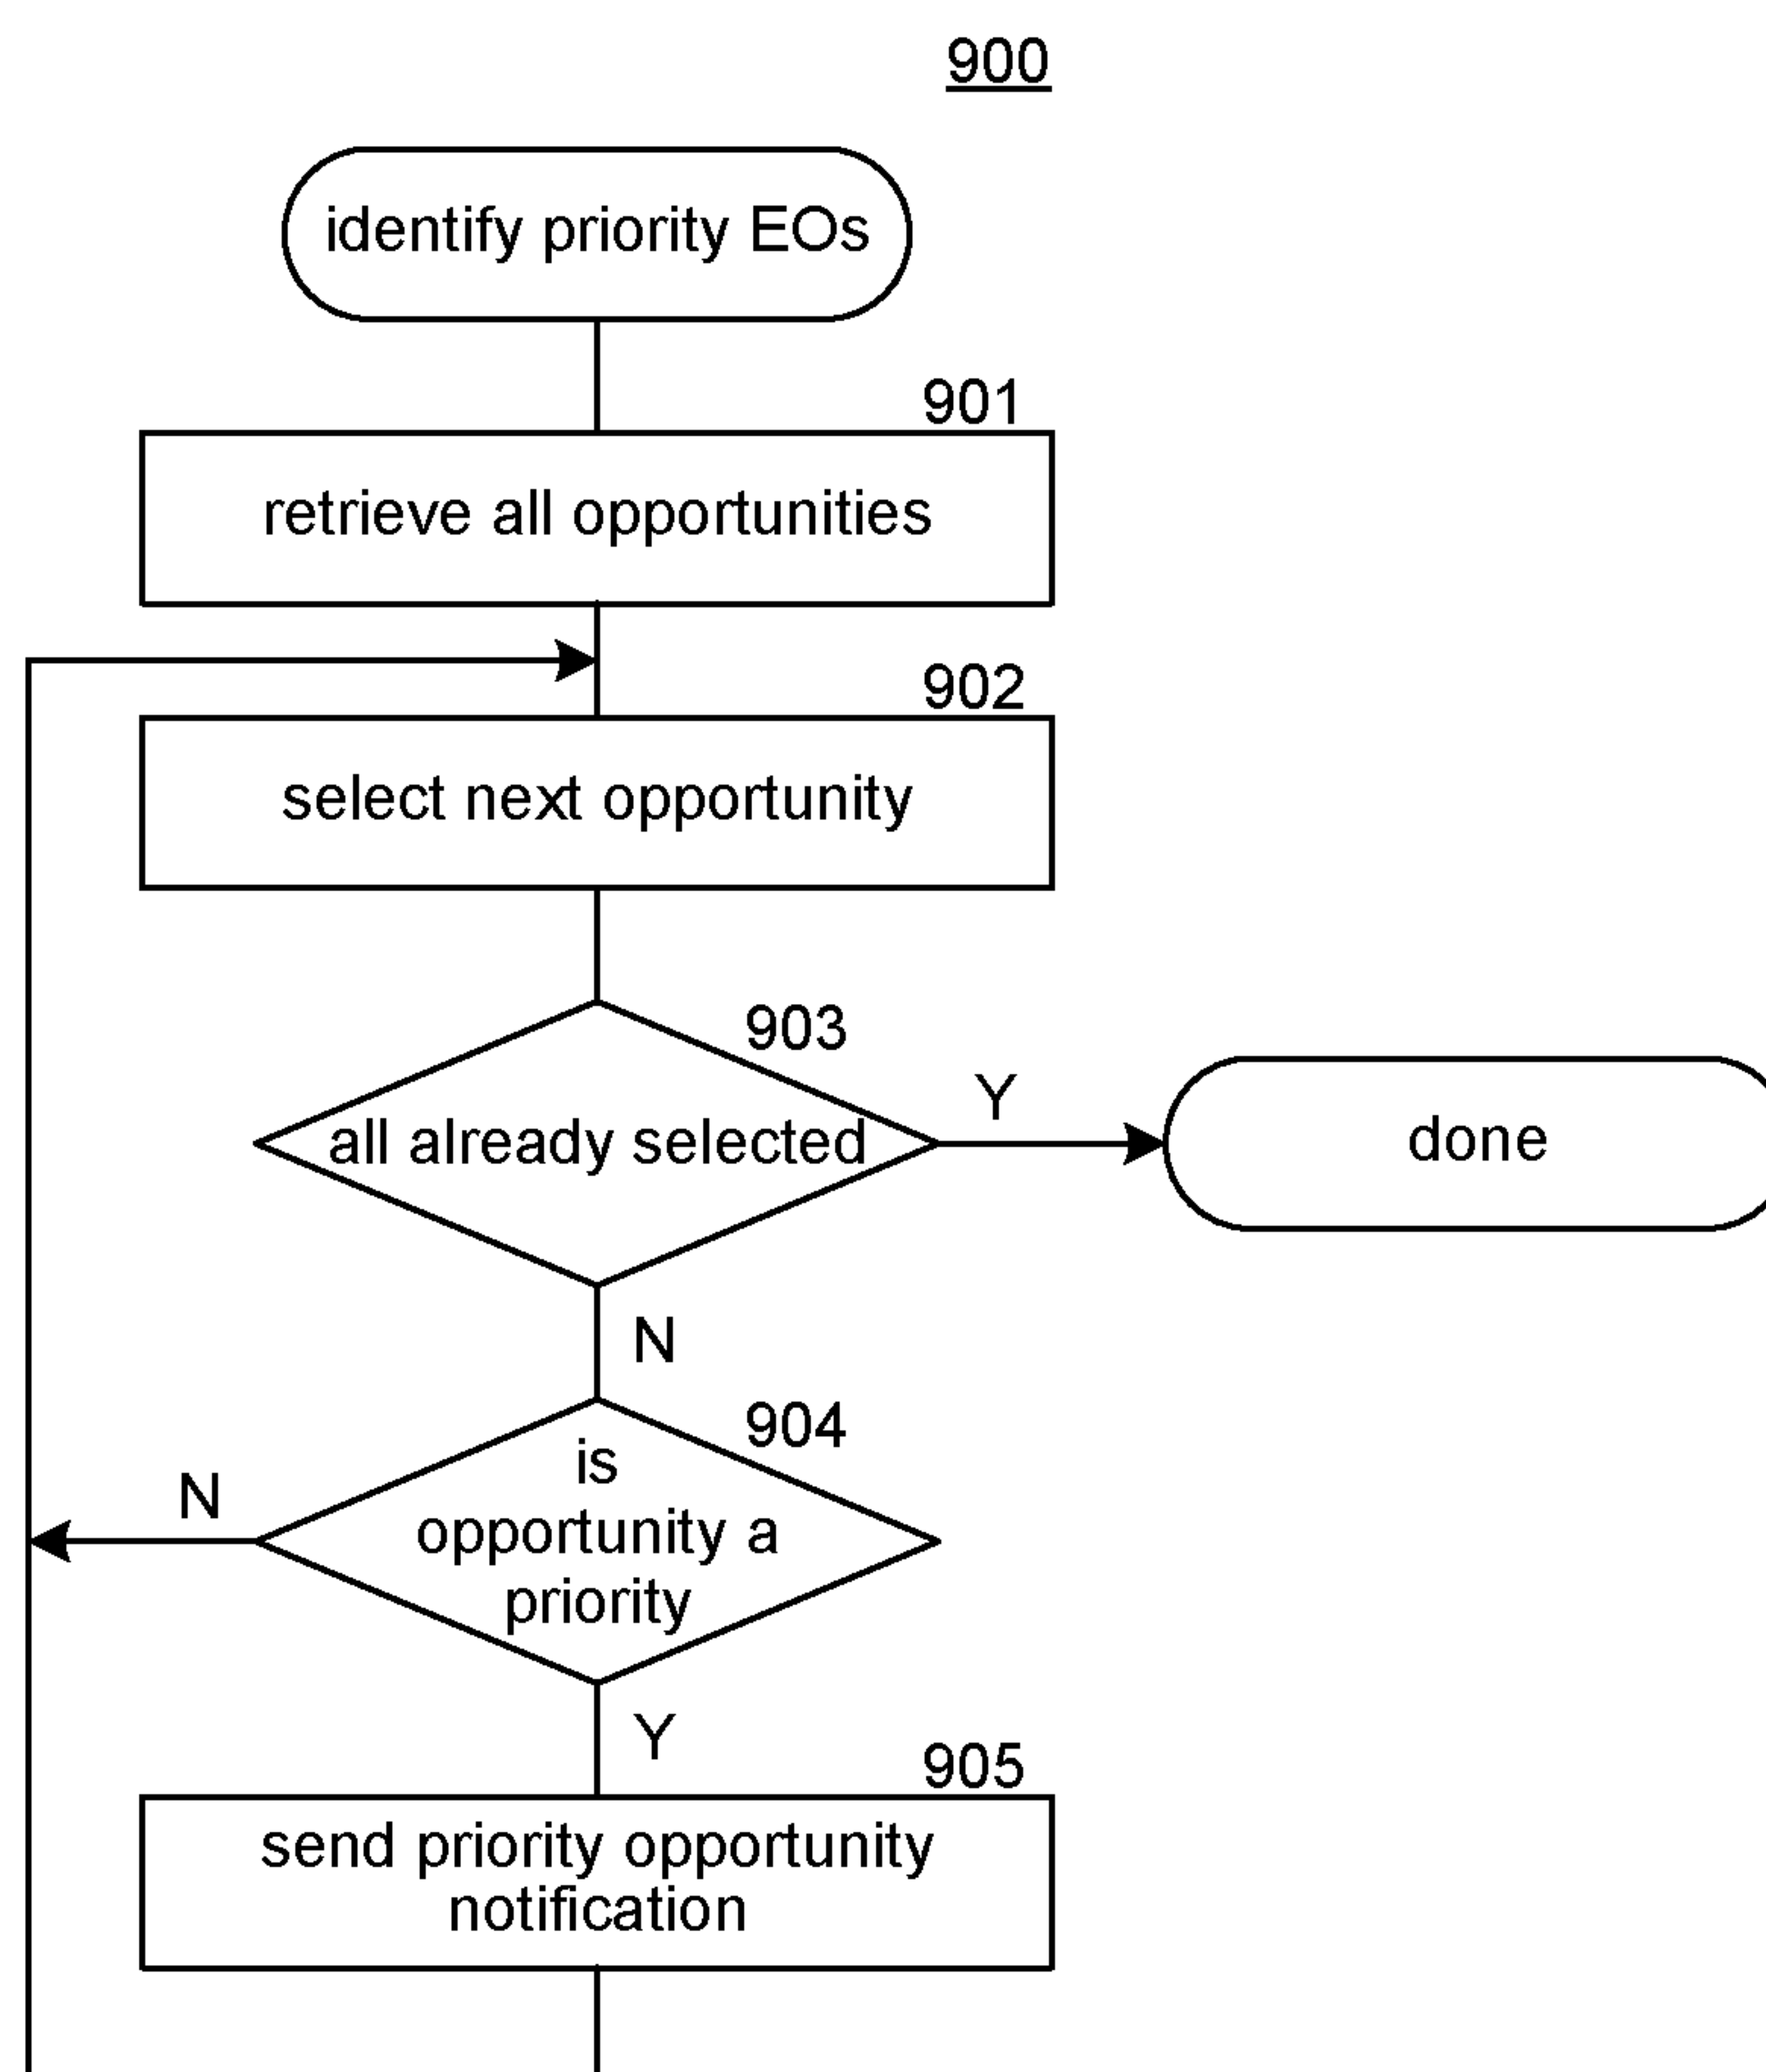 900
identify priority EOs
901
retrieve all opportunities
902
select next opportunity
903
all already selected
Y
done
N
904
is
opportunity a
priority
N
Y
905
send priority opportunity
notification